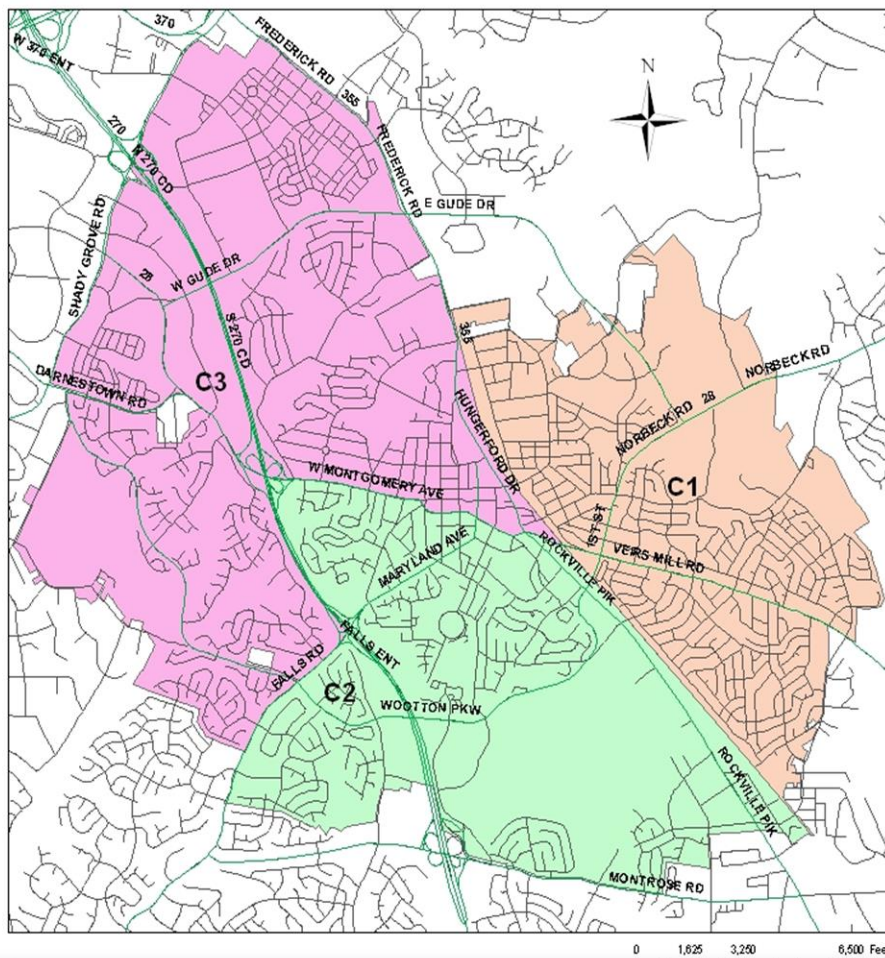 370
FREDERICK RD
W 370 ENT
355
270
N 270 CD
FREDERICK RD
N
E GUDE DR
SHADY GROVE RD
28
W GUDE DR
355
S 270 CD
NORBECK RD
DARNESTOWN RD
C3
HUNGERFORD DR
NORBECK RD 28
W MONTGOMERY AVE
C1
1ST ST
MARYLAND AVE
ROCKVILLE PIK
VEIRS MILL RD
FALLS ENT
FALLS RD
C2
WOOTTON PKW
ROCKVILLE PIK
MONTROSE RD
0 1,625 3,250 6,500 Fee